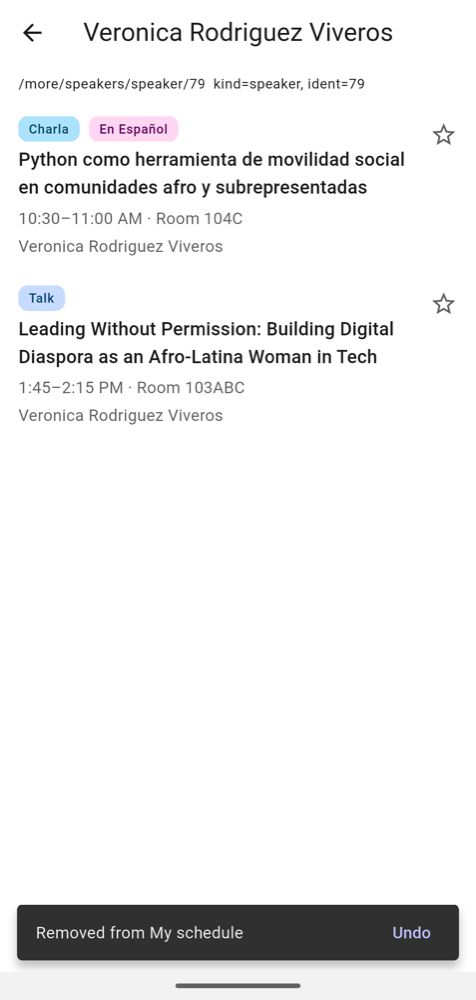 Veronica Rodriguez Viveros
/more/speakers/speaker/79 kind=speaker, ident=79
Charla En Español
Python como herramienta de movilidad social
en comunidades afro y subrepresentadas
10:30–11:00 AM · Room 104C
Veronica Rodriguez Viveros
Talk
Leading Without Permission: Building Digital
Diaspora as an Afro-Latina Woman in Tech
1:45–2:15 PM · Room 103ABC
Veronica Rodriguez Viveros
Removed from My schedule Undo